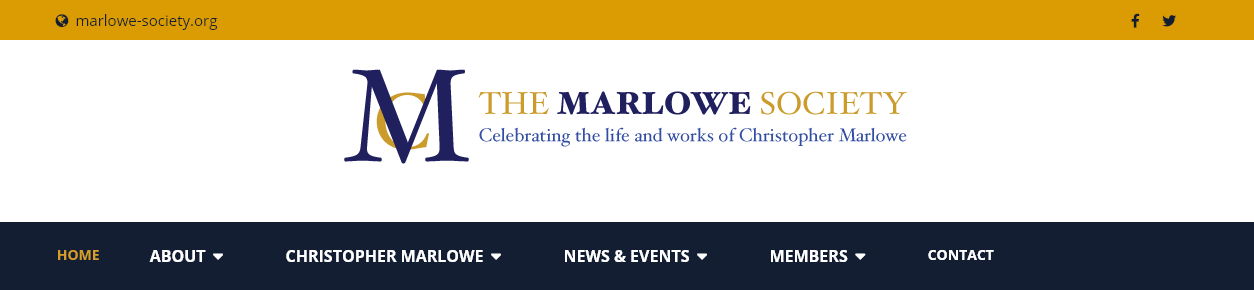 marlowe-society.org
MC
THE MARLOWE SOCIETY
Celebrating the life and works of Christopher Marlowe
HOME ABOUT CHRISTOPHER MARLOWE NEWS & EVENTS MEMBERS CONTACT